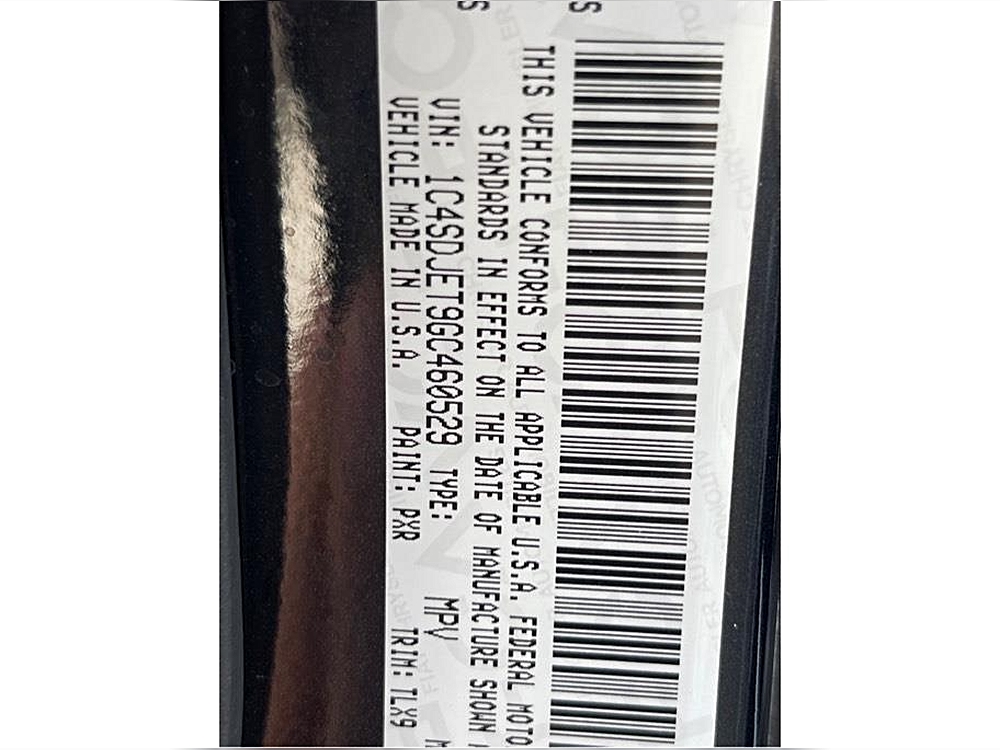 THIS VEHICLE CONFORMS TO ALL APPLICABLE U.S.A. FEDERAL MOTO
STANDARDS IN EFFECT ON THE DATE OF MANUFACTURE SHOWN
VIN: 1C4SDJET9GC460529 TYPE: MPV
VEHICLE MADE IN U.S.A. PAINT: PXR TRIM: TLX9